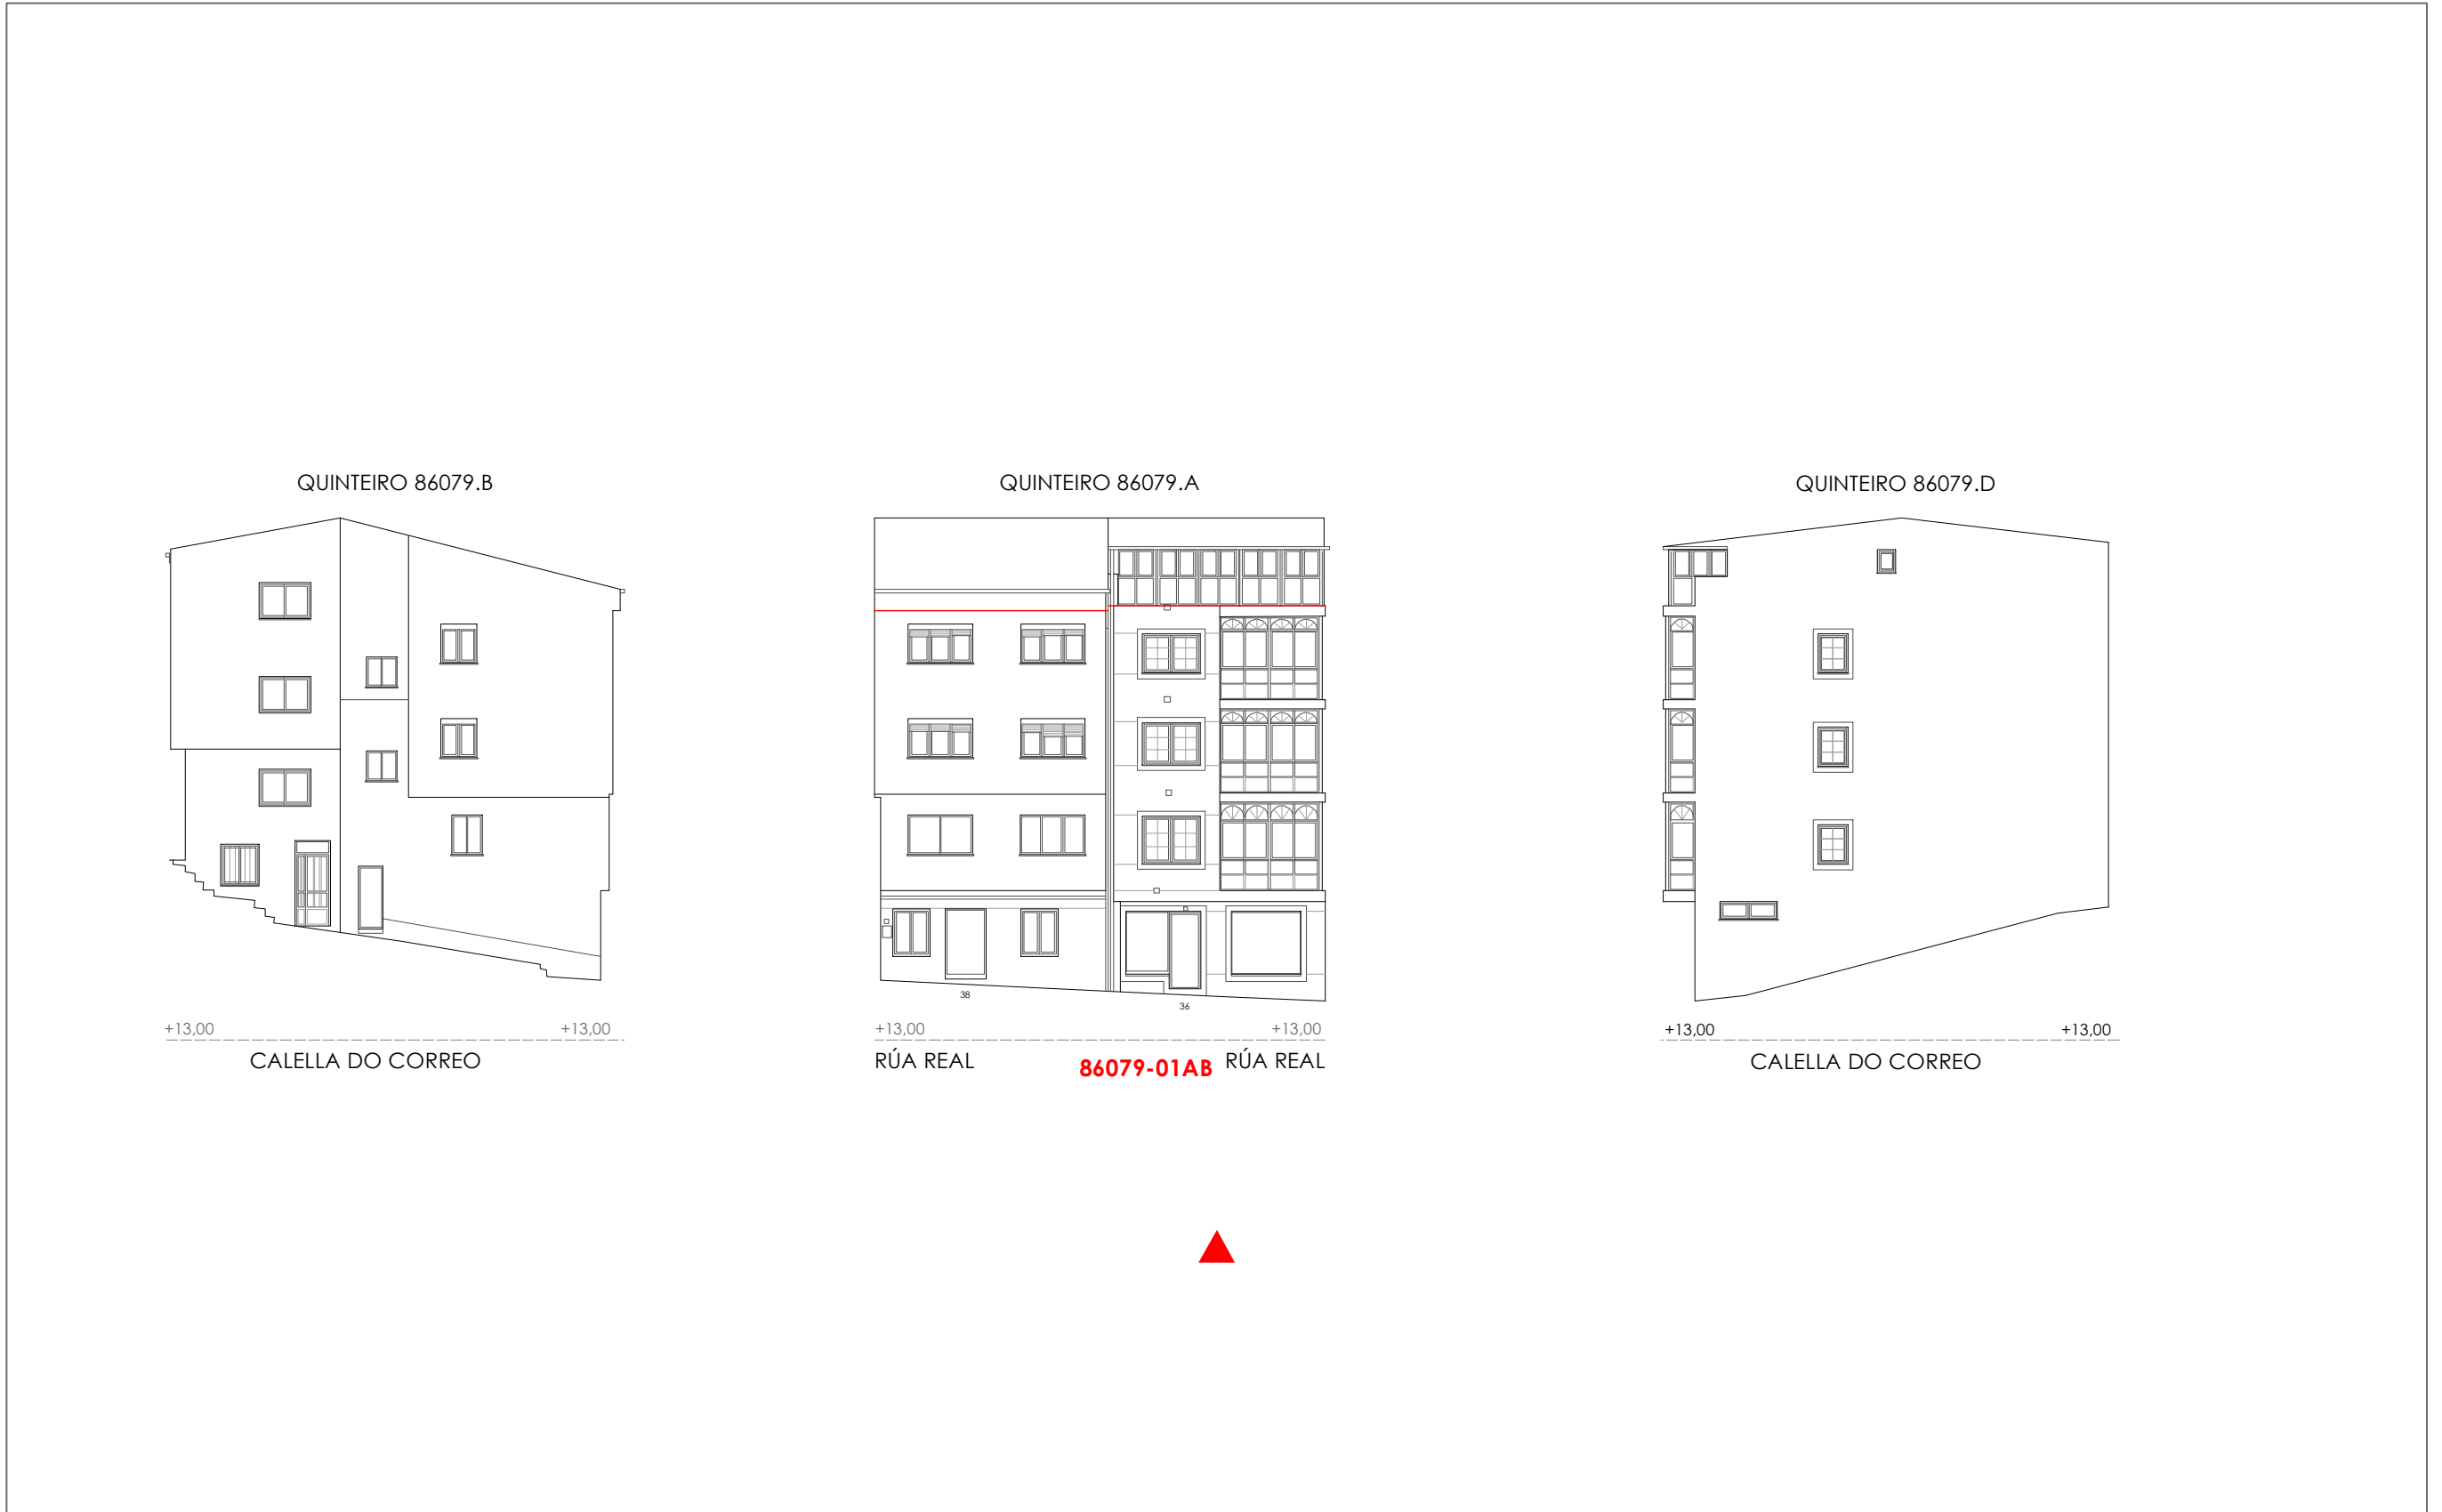 QUINTEIRO 86079.B
QUINTEIRO 86079.A
QUINTEIRO 86079.D
38
36
+13,00 +13,00
+13,00 +13,00
+13,00 +13,00
CALELLA DO CORREO
RÚA REAL
86079-01AB
RÚA REAL
CALELLA DO CORREO